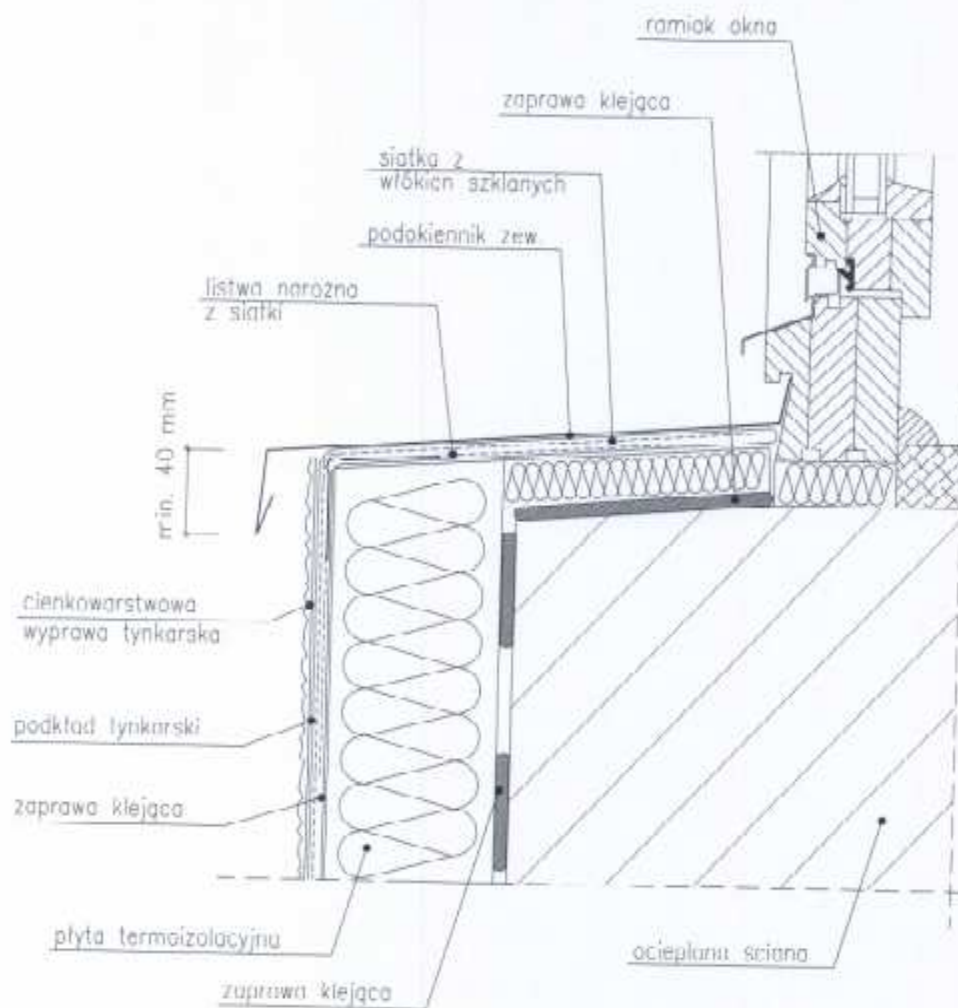 ramiak okna
zaprawa klejąca
siatka z
włókien szklanych
podokiennik zew.
listwa narożna
z siatki
min. 40 mm
cienkowarstwowa
wyprawa tynkarska
podkład tynkarski
zaprawa klejąca
płyta termoizolacyjna
zaprawa klejąca
ocieplana ściana